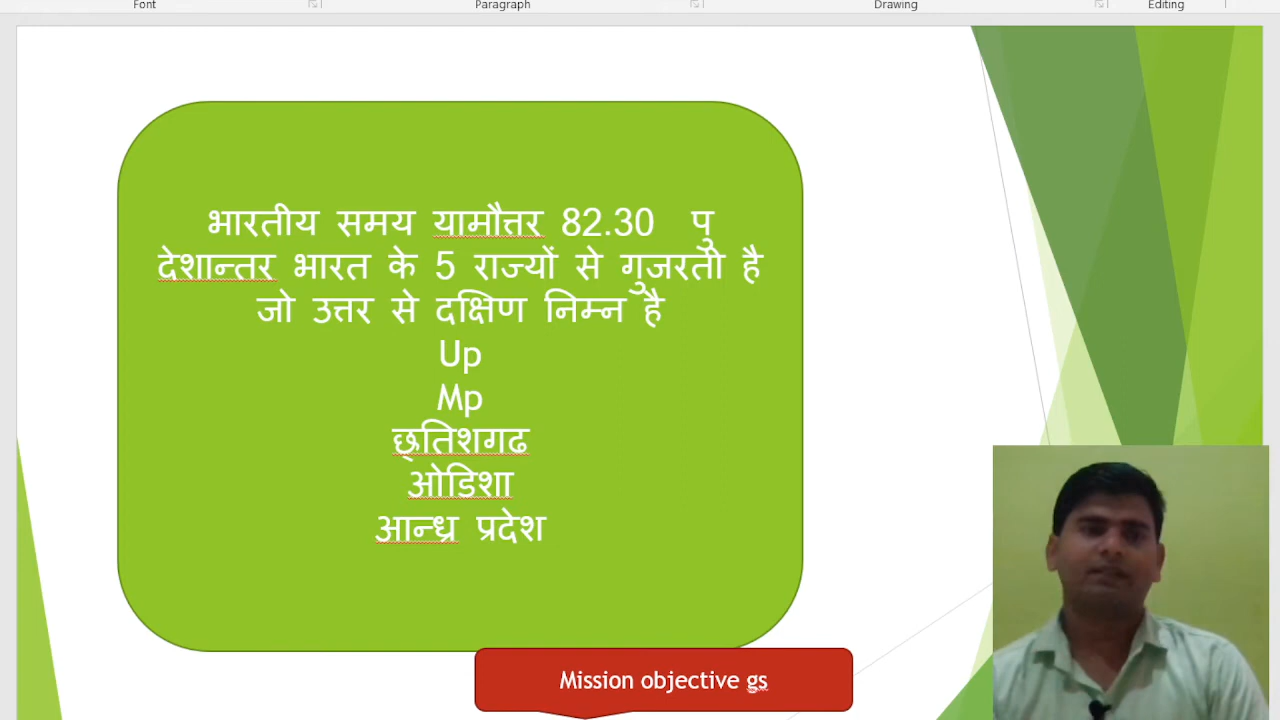 Font Paragraph Drawing Editing
भारतीय समय यामौत्तर 82.30 पु
देशान्तर भारत के 5 राज्यों से गुजरती है
जो उत्तर से दक्षिण निम्न है
Up
Mp
छ्तिशगढ
ओडिशा
आन्ध्र प्रदेश
Mission objective gs